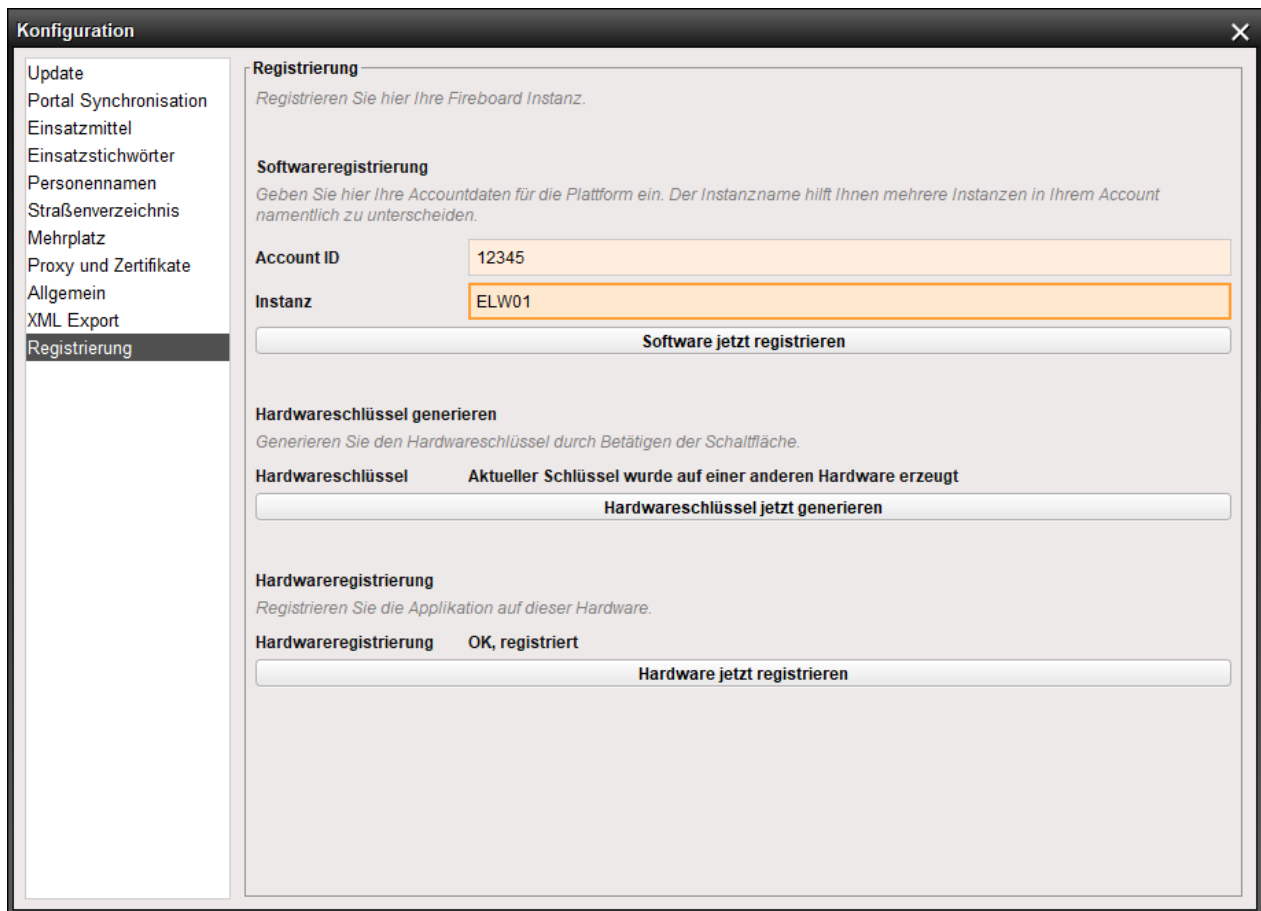 Konfiguration
Update
Portal Synchronisation
Einsatzmittel
Einsatzstichwörter
Personennamen
Straßenverzeichnis
Mehrplatz
Proxy und Zertifikate
Allgemein
XML Export
Registrierung
Registrierung
Registrieren Sie hier Ihre Fireboard Instanz.
Softwareregistrierung
Geben Sie hier Ihre Accountdaten für die Plattform ein. Der Instanzname hilft Ihnen mehrere Instanzen in Ihrem Account
namentlich zu unterscheiden.
Account ID 12345
Instanz ELW01
Software jetzt registrieren
Hardwareschlüssel generieren
Generieren Sie den Hardwareschlüssel durch Betätigen der Schaltfläche.
Hardwareschlüssel Aktueller Schlüssel wurde auf einer anderen Hardware erzeugt
Hardwareschlüssel jetzt generieren
Hardwareregistrierung
Registrieren Sie die Applikation auf dieser Hardware.
Hardwareregistrierung OK, registriert
Hardware jetzt registrieren